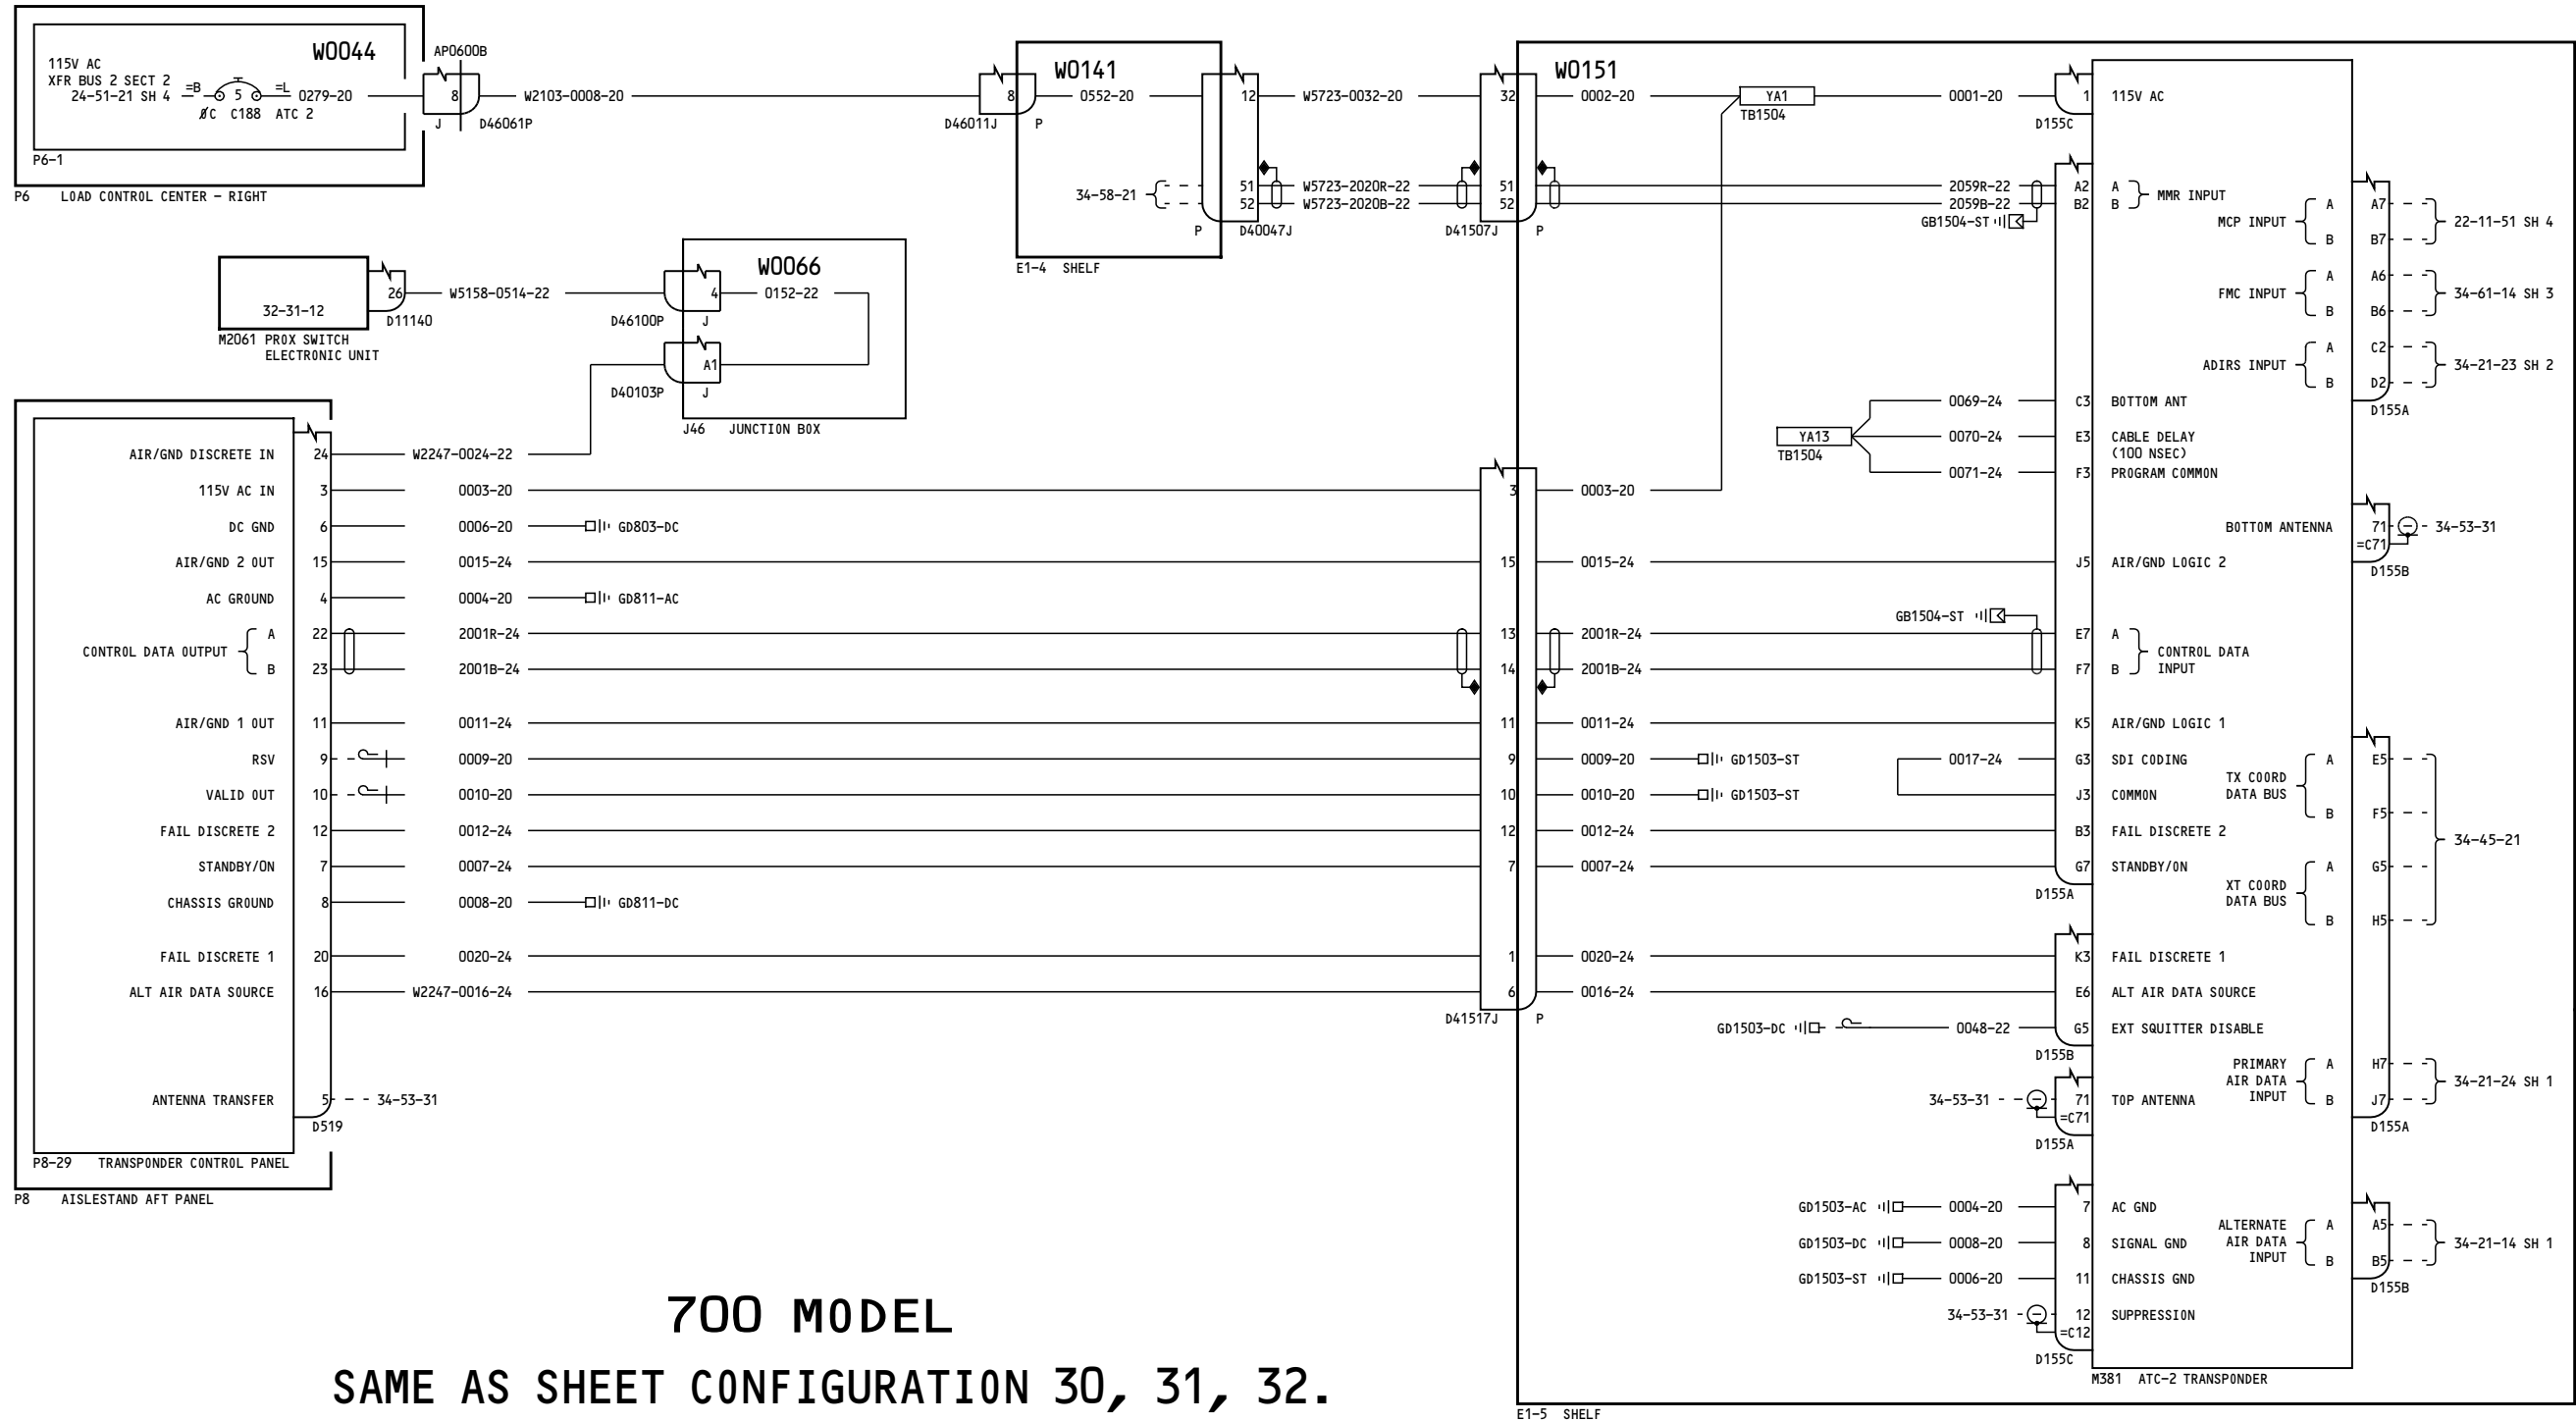 W0044
115V AC
XFR BUS 2 SECT 2
24-51-21 SH 4 =B 5 =L 0279-20
ØC C188 ATC 2
P6-1
P6 LOAD CONTROL CENTER - RIGHT
AP0600B
8 W2103-0008-20 8
J D46061P D46011J P
W0141
0552-20 12 W5723-0032-20 32
34-58-21 51 W5723-2020R-22 51
52 W5723-2020B-22 52
P D40047J D41507J P
E1-4 SHELF
W0151
0002-20 YA1 0001-20 1 115V AC
TB1504 D155C
2059R-22 A2 A
2059B-22 B2 B
MMR INPUT
GB1504-ST
MCP INPUT A A7 22-11-51 SH 4
B B7
FMC INPUT A A6 34-61-14 SH 3
B B6
ADIRS INPUT A C2 34-21-23 SH 2
B D2
D155A
32-31-12 26 W5158-0514-22 4 0152-22
W0066
D11140 D46100P J
M2061 PROX SWITCH
ELECTRONIC UNIT
A1
D40103P J
J46 JUNCTION BOX
0069-24 C3 BOTTOM ANT
YA13 0070-24 E3 CABLE DELAY
(100 NSEC)
TB1504
0071-24 F3 PROGRAM COMMON
AIR/GND DISCRETE IN 24 W2247-0024-22
115V AC IN 3 0003-20 3 0003-20
DC GND 6 0006-20 GD803-DC
BOTTOM ANTENNA 71 34-53-31
=C71
D155B
AIR/GND 2 OUT 15 0015-24 15 0015-24 J5 AIR/GND LOGIC 2
AC GROUND 4 0004-20 GD811-AC
GB1504-ST
CONTROL DATA OUTPUT A 22 2001R-24 13 2001R-24 E7 A
B 23 2001B-24 14 2001B-24 F7 B
CONTROL DATA
INPUT
AIR/GND 1 OUT 11 0011-24 11 0011-24 K5 AIR/GND LOGIC 1
RSV 9 0009-20 9 0009-20 GD1503-ST 0017-24 G3 SDI CODING
VALID OUT 10 0010-20 10 0010-20 GD1503-ST J3 COMMON
TX COORD
DATA BUS
A E5
B F5
FAIL DISCRETE 2 12 0012-24 12 0012-24 B3 FAIL DISCRETE 2
34-45-21
STANDBY/ON 7 0007-24 7 0007-24 G7 STANDBY/ON
D155A
XT COORD
DATA BUS
A G5
B H5
CHASSIS GROUND 8 0008-20 GD811-DC
FAIL DISCRETE 1 20 0020-24 1 0020-24 K3 FAIL DISCRETE 1
ALT AIR DATA SOURCE 16 W2247-0016-24 6 0016-24 E6 ALT AIR DATA SOURCE
D41517J P
GD1503-DC 0048-22 G5 EXT SQUITTER DISABLE
D155B
PRIMARY
AIR DATA
INPUT
A H7
B J7
34-21-24 SH 1
D155A
ANTENNA TRANSFER 5 34-53-31
D519
P8-29 TRANSPONDER CONTROL PANEL
P8 AISLESTAND AFT PANEL
34-53-31 71 TOP ANTENNA
=C71
D155A
GD1503-AC 0004-20 7 AC GND
GD1503-DC 0008-20 8 SIGNAL GND
GD1503-ST 0006-20 11 CHASSIS GND
34-53-31 12 SUPPRESSION
=C12
D155C
ALTERNATE
AIR DATA
INPUT
A A5
B B5
34-21-14 SH 1
D155B
M381 ATC-2 TRANSPONDER
E1-5 SHELF
700 MODEL
SAME AS SHEET CONFIGURATION 30, 31, 32.